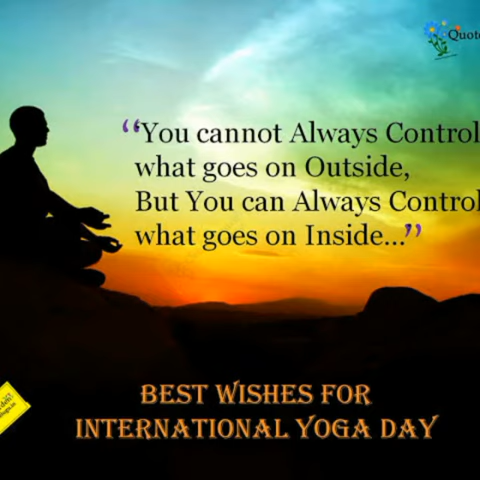 Quote
“You cannot Always Control
what goes on Outside,
But You can Always Control
what goes on Inside...”
BEST WISHES FOR
INTERNATIONAL YOGA DAY